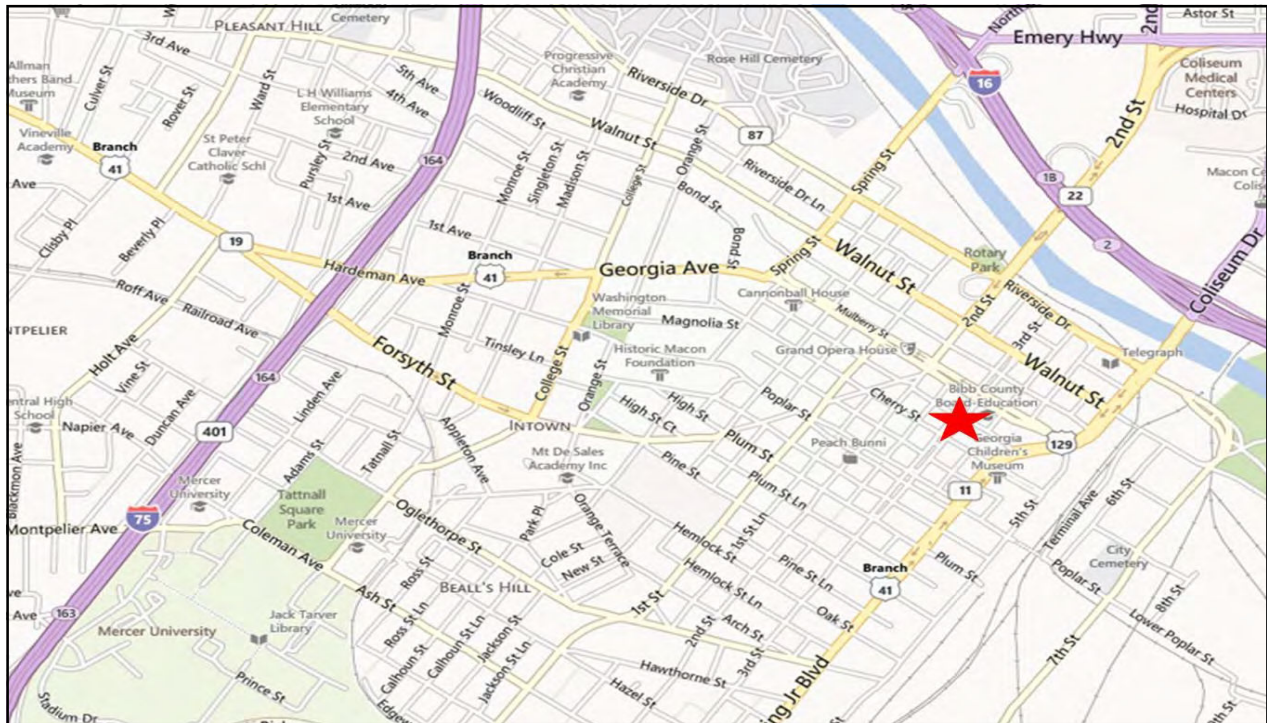 PLEASANT HILL
Cemetery
3rd Ave
Culver St
Rover St
Ward St
L H Williams
Elementary
School
5th Ave
4th Ave
2nd Ave
1st Ave
Pursley St
St Peter
Claver
Catholic Schl
Allman
thers Band
Museum
Vineville
Academy
Branch
41
Ave
Clisby Pl
Beverly Pl
19
164
Progressive
Christian
Academy
Woodliff St
Walnut St
Riverside Dr
87
Rose Hill Cemetery
Orange St
College St
Monroe St
Singleton St
Madison St
Bond St
Bond St
Riverside Dr Ln
Spring St
16
North
Emery Hwy
2nd
Astor St
Coliseum
Medical
Centers
Hospital Dr
2nd St
1B
22
2
Macon Ce
Colis
Coliseum Dr
1st Ave
Branch
41
Hardeman Ave
Georgia Ave
Spring St
Walnut St
Rotary
Park
Riverside Dr
2nd St
3rd St
Walnut St
Telegraph
Cannonball House
Mulberry St
Grand Opera House
Washington
Memorial
Library
Magnolia St
Historic Macon
Foundation
Roff Ave
Railroad Ave
NTPELIER
Holt Ave
Vine St
Duncan Ave
Napier Ave
entral High
School
Blackmon Ave
401
164
Linden Ave
Adams St
Tatnall St
Monroe St
Tinsley Ln
Forsyth St
College St
Orange St
INTOWN
High St Ct
High St
Plum St
Poplar St
Pine St
Cherry St
Bibb County
Board-Education
Georgia
Children's
Museum
129
11
Peach Bunni
Plum St Ln
Appleton Ave
Mt De Sales
Academy Inc
Mercer
University
Tattnall
Square
Park
Mercer
University
75
Montpelier Ave
Coleman Ave
Oglethorpe St
Park Pl
Orange Terrace
Cole St
New St
Ross St
BEALL'S HILL
Ash St
Hemlock St
1st St Ln
Hemlock St Ln
Pine St Ln
Oak St
Arch St
Branch
41
Plum St
5th St
Terminal Ave
6th St
City
Cemetery
Poplar St
Lower Poplar St
8th St
7th St
163
Ave
Mercer University
Jack Tarver
Library
Prince St
Stadium Dr
Ross St Ln
Calhoun St
Calhoun St Ln
Jackson St
Jackson St Ln
1st St
2nd St
3rd St
Hawthorne St
Hazel St
ng Jr Blvd